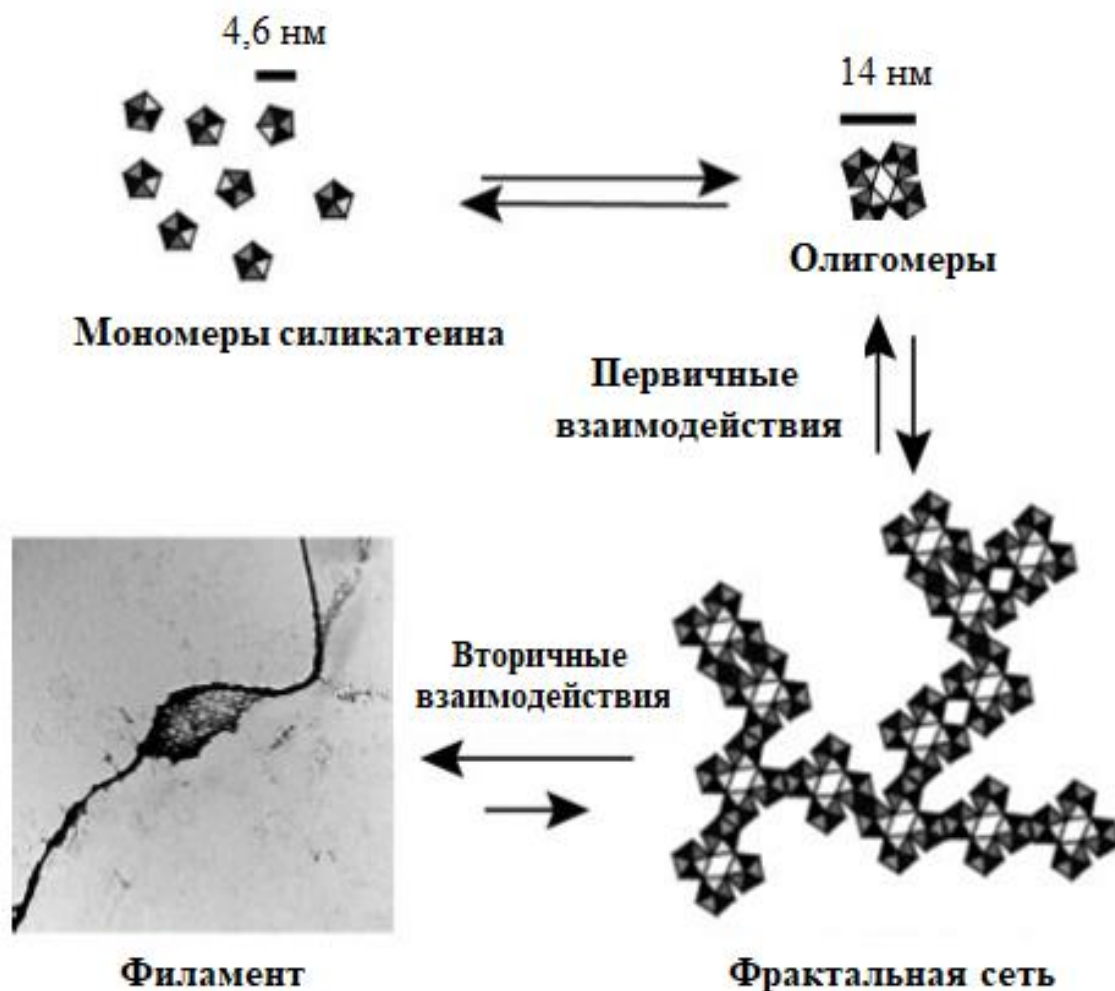 4,6 нм
14 нм
Олигомеры
Мономеры силикатеина
Первичные
взаимодействия
Вторичные
взаимодействия
Филамент
Фрактальная сеть